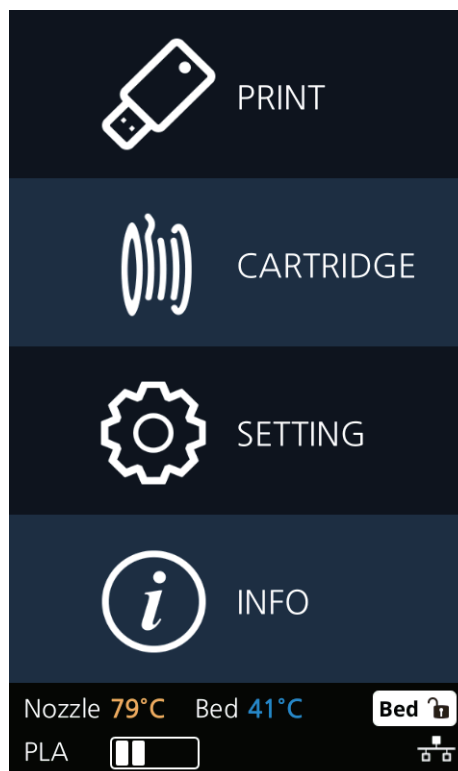 PRINT
CARTRIDGE
SETTING
INFO
Nozzle 79°C Bed 41°C Bed
PLA